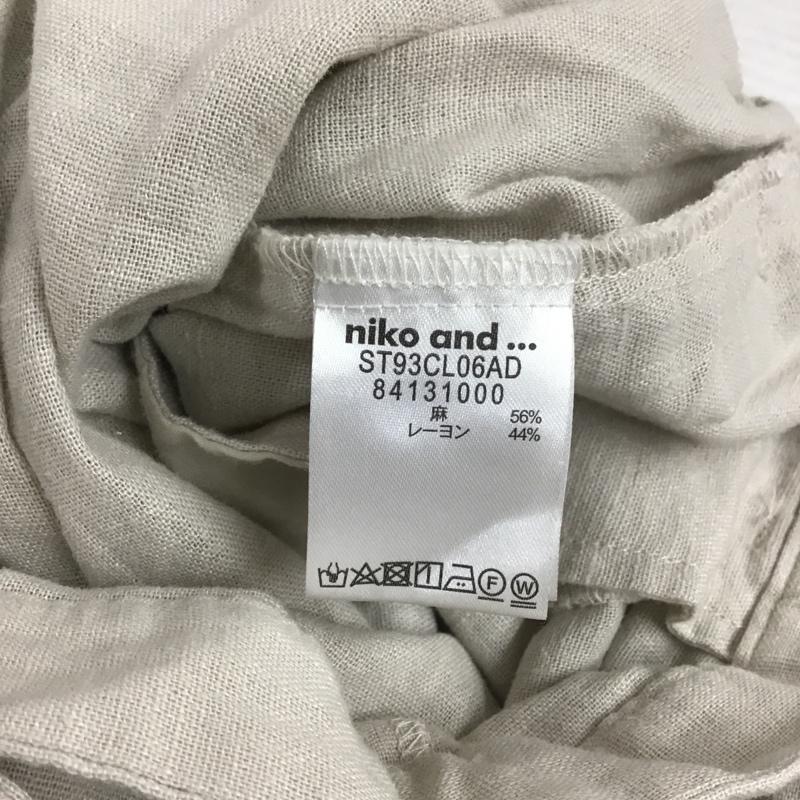 niko and ...
ST93CL06AD
84131000
麻 56%
レーヨン 44%
F W